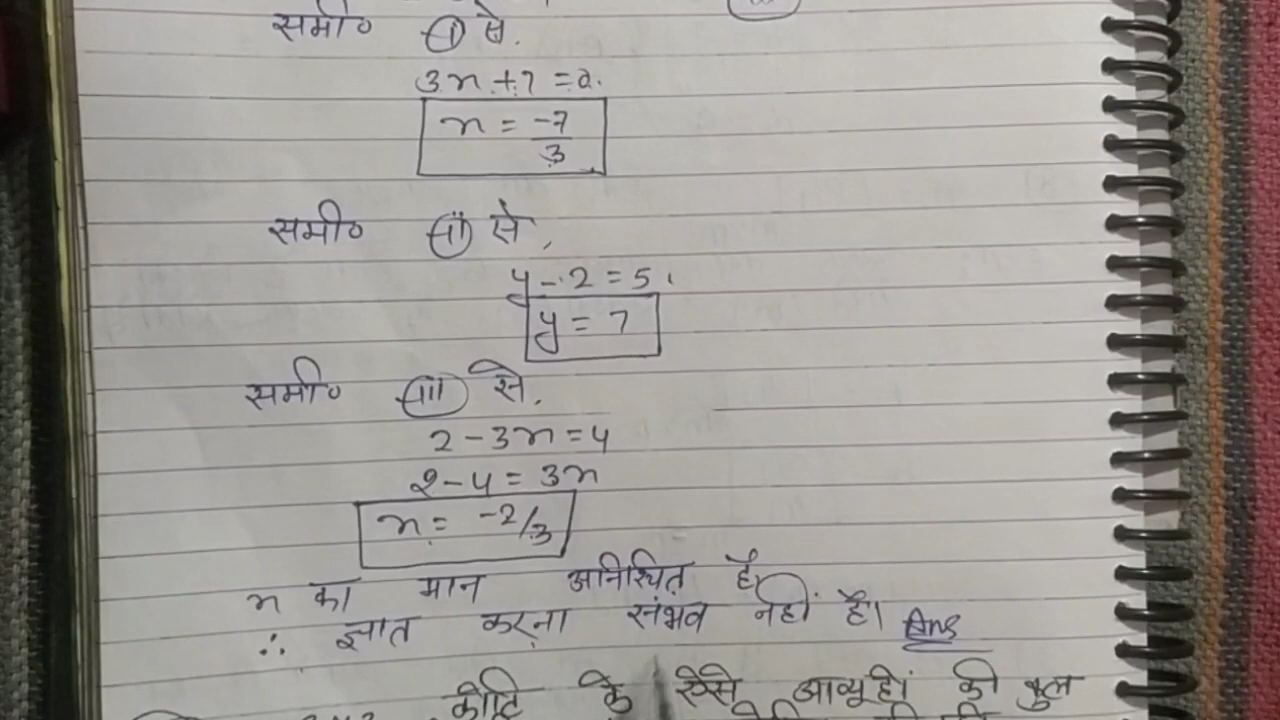 समी० (i) से.
3x + 7 = 0.
x = -7/3
समी० (ii) से,
y - 2 = 5.
y = 7
समी० (iii) से.
2 - 3x = 4
2 - 4 = 3x
x = -2/3
x का मान अनिश्चित है,
∴ ज्ञात करना संभव नहीं है। Ans
कोटि के ऐसे आव्यूहों की कुल